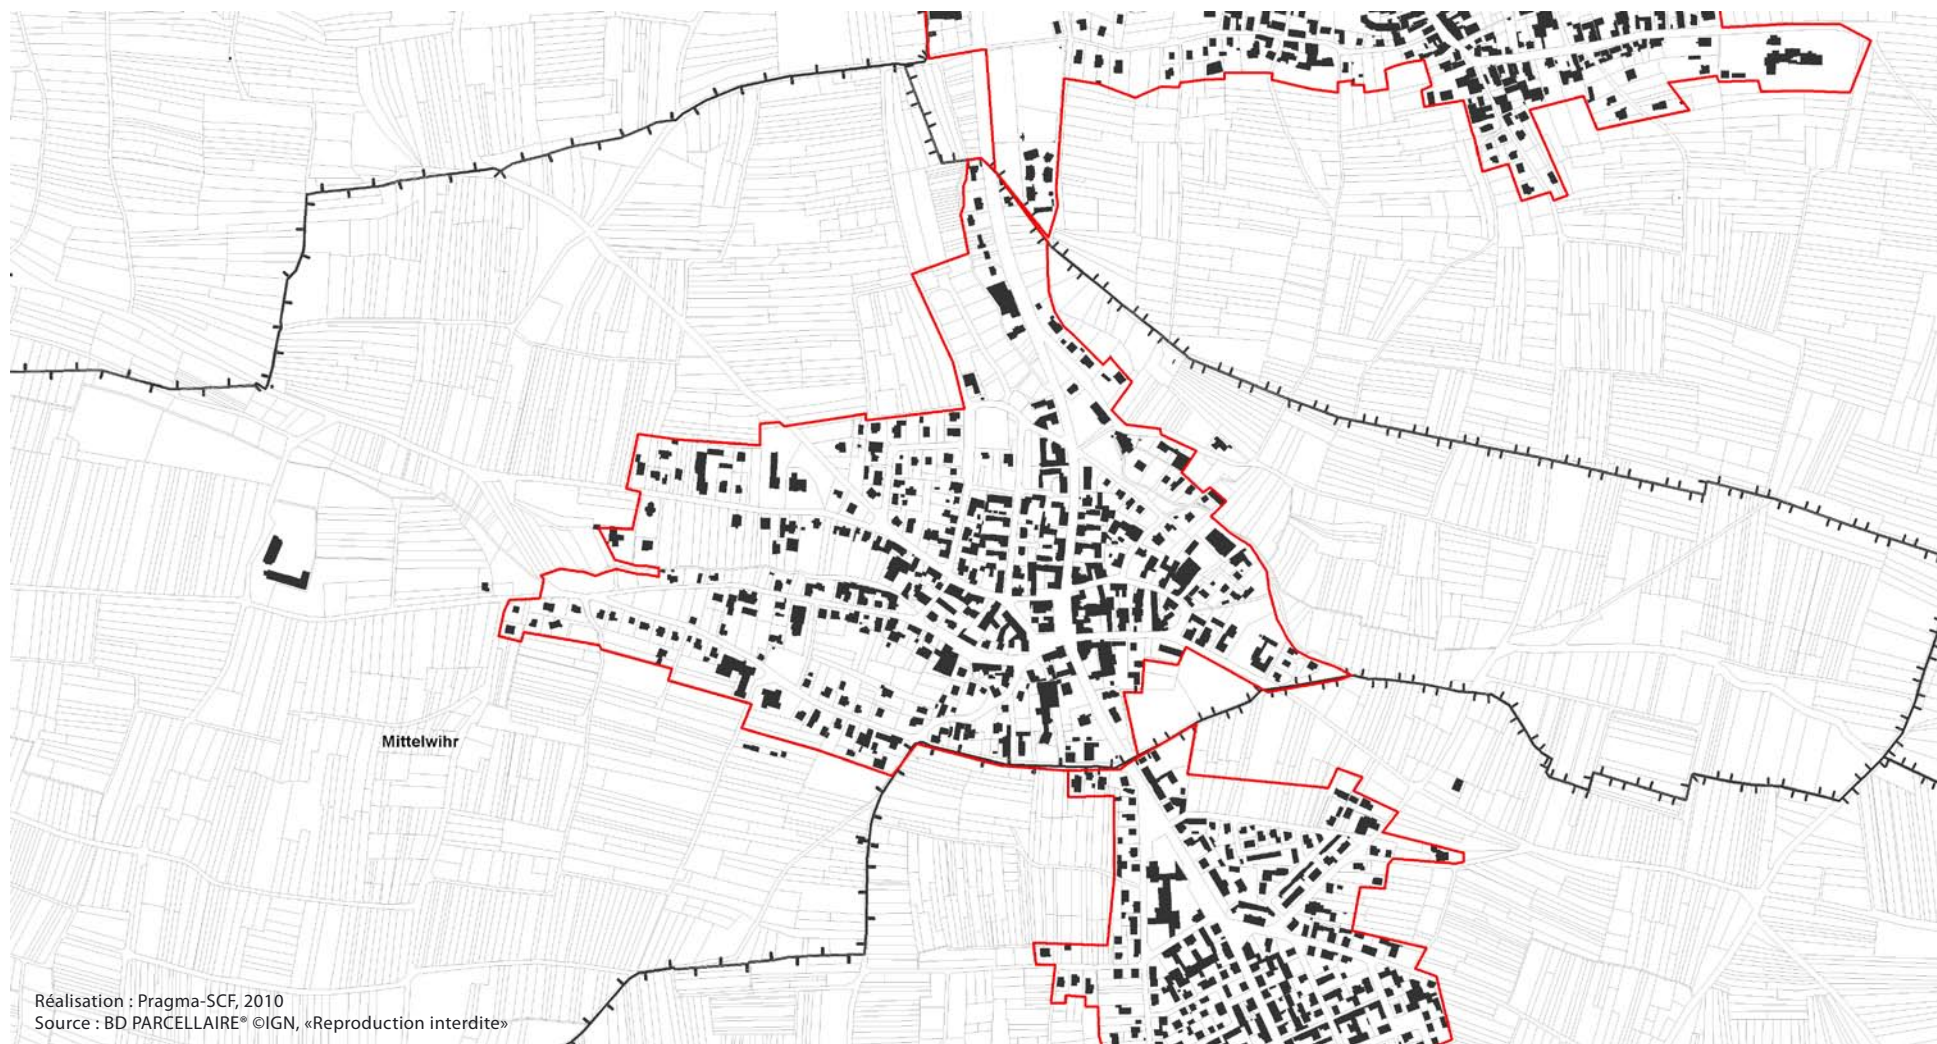 Mittelwihr
Réalisation : Pragma-SCF, 2010
Source : BD PARCELLAIRE® ©IGN, «Reproduction interdite»